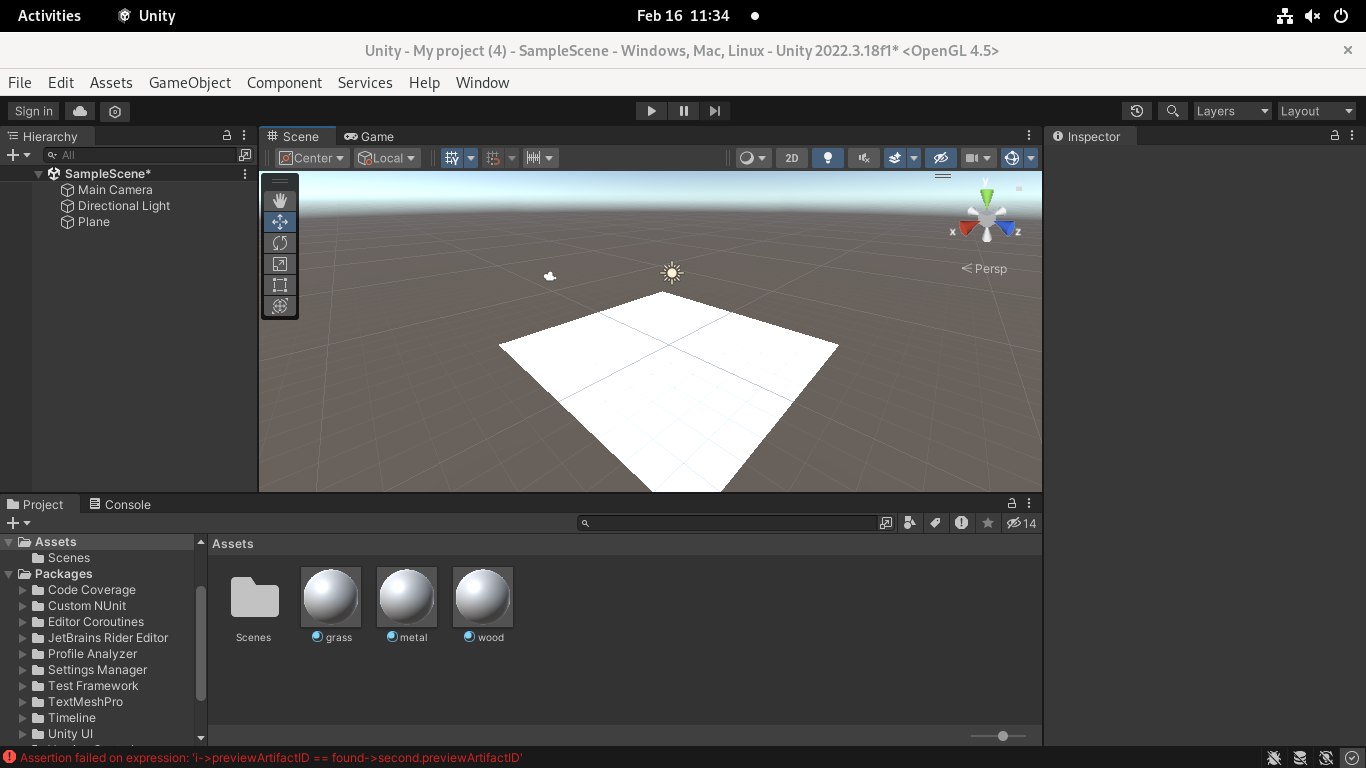 Activities Unity Feb 16 11:34
Unity - My project (4) - SampleScene - Windows, Mac, Linux - Unity 2022.3.18f1* <OpenGL 4.5>
File Edit Assets GameObject Component Services Help Window
Sign in Layers Layout
Hierarchy Scene Game Inspector
All Center Local 2D
SampleScene*
Main Camera
Directional Light
Plane
y
x z
Persp
Project Console
14
Assets Assets
Scenes
Packages
Code Coverage
Custom NUnit
Editor Coroutines
JetBrains Rider Editor
Scenes grass metal wood
Profile Analyzer
Settings Manager
Test Framework
TextMeshPro
Timeline
Unity UI
Assertion failed on expression: 'i->previewArtifactID == found->second.previewArtifactID'